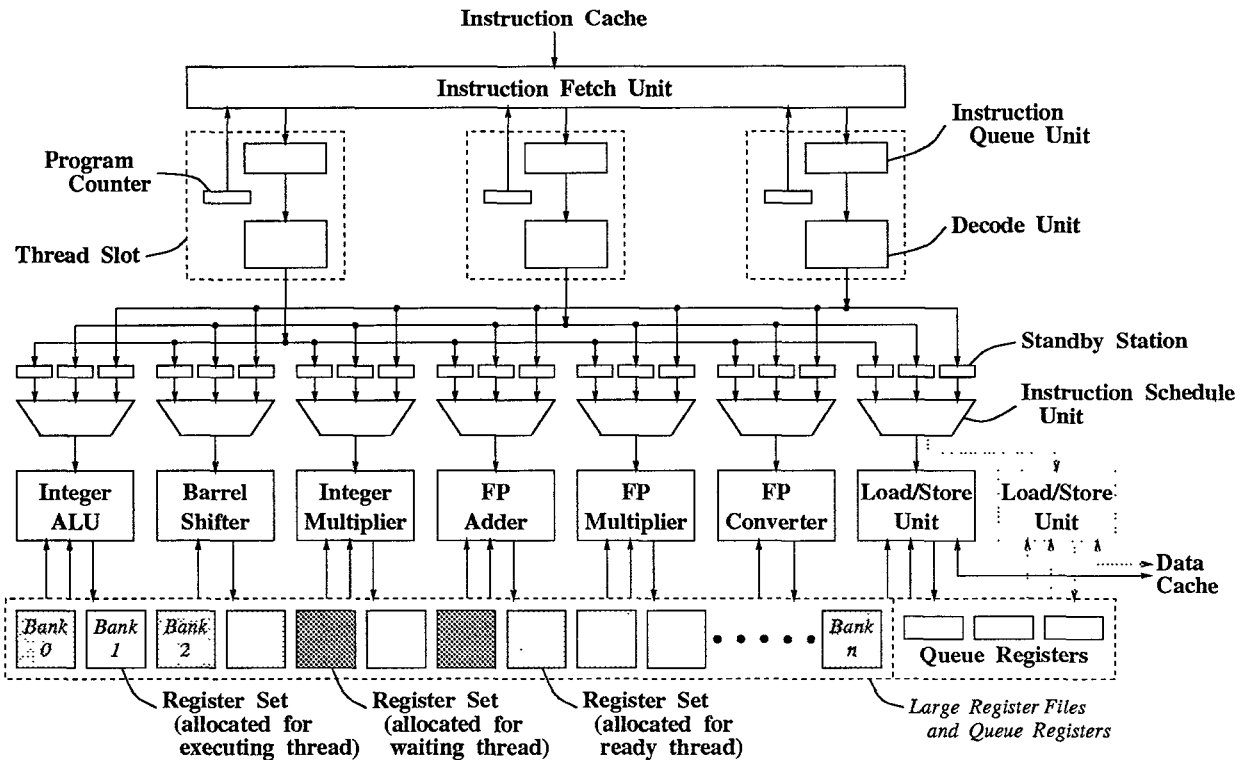 Instruction Cache
Instruction Fetch Unit
Instruction
Queue Unit
Program
Counter
Thread Slot
Decode Unit
Standby Station
Instruction Schedule
Unit
Integer
ALU
Barrel
Shifter
Integer
Multiplier
FP
Adder
FP
Multiplier
FP
Converter
Load/Store
Unit
Load/Store
Unit
Data
Cache
Bank
0
Bank
1
Bank
2
Bank
n
Queue Registers
Register Set
(allocated for
executing thread)
Register Set
(allocated for
waiting thread)
Register Set
(allocated for
ready thread)
Large Register Files
and Queue Registers